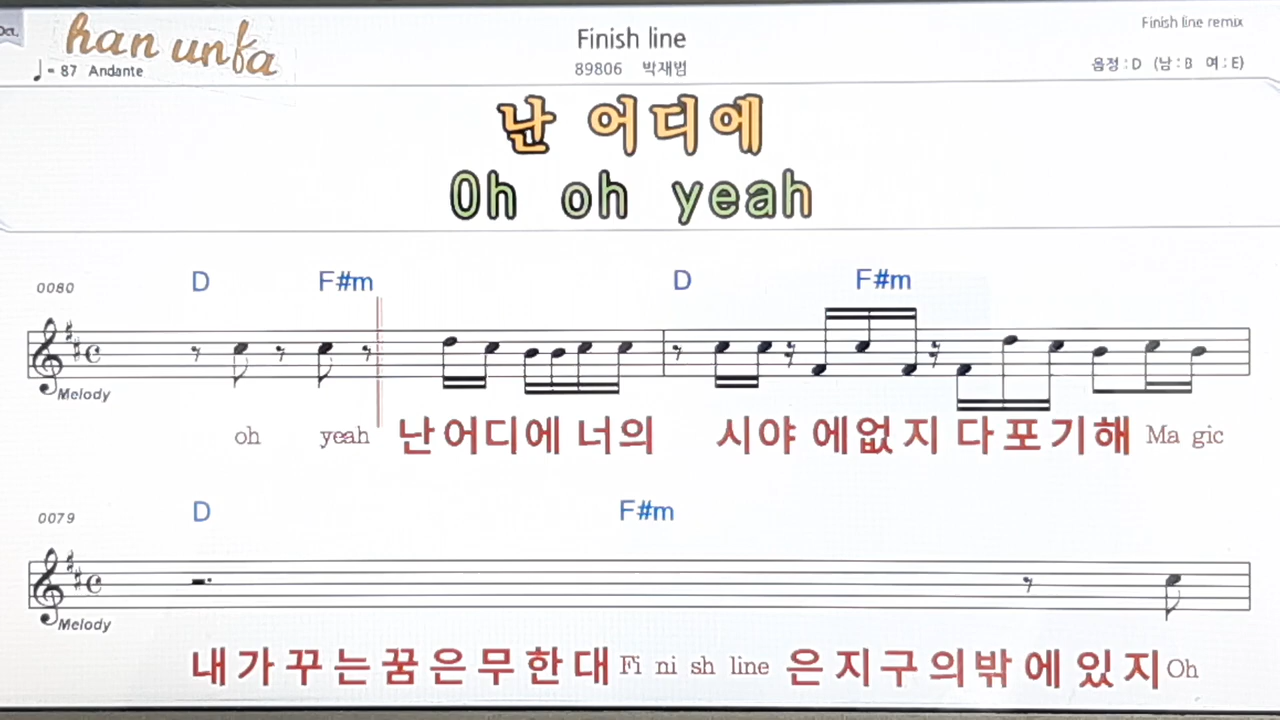 Oct.
han unfa
Finish line
Finish line remix
♩= 87 Andante
89806 박재범
음정 : D (남 : B 여 : E)
난 어디에
Oh oh yeah
0080 D F#m D F#m
Melody
oh yeah 난어디에 너의 시야 에없 지 다포기해 Ma gic
0079 D F#m
Melody
내가 꾸는꿈은무한대 Fi ni sh line 은지구의밖에있지 Oh